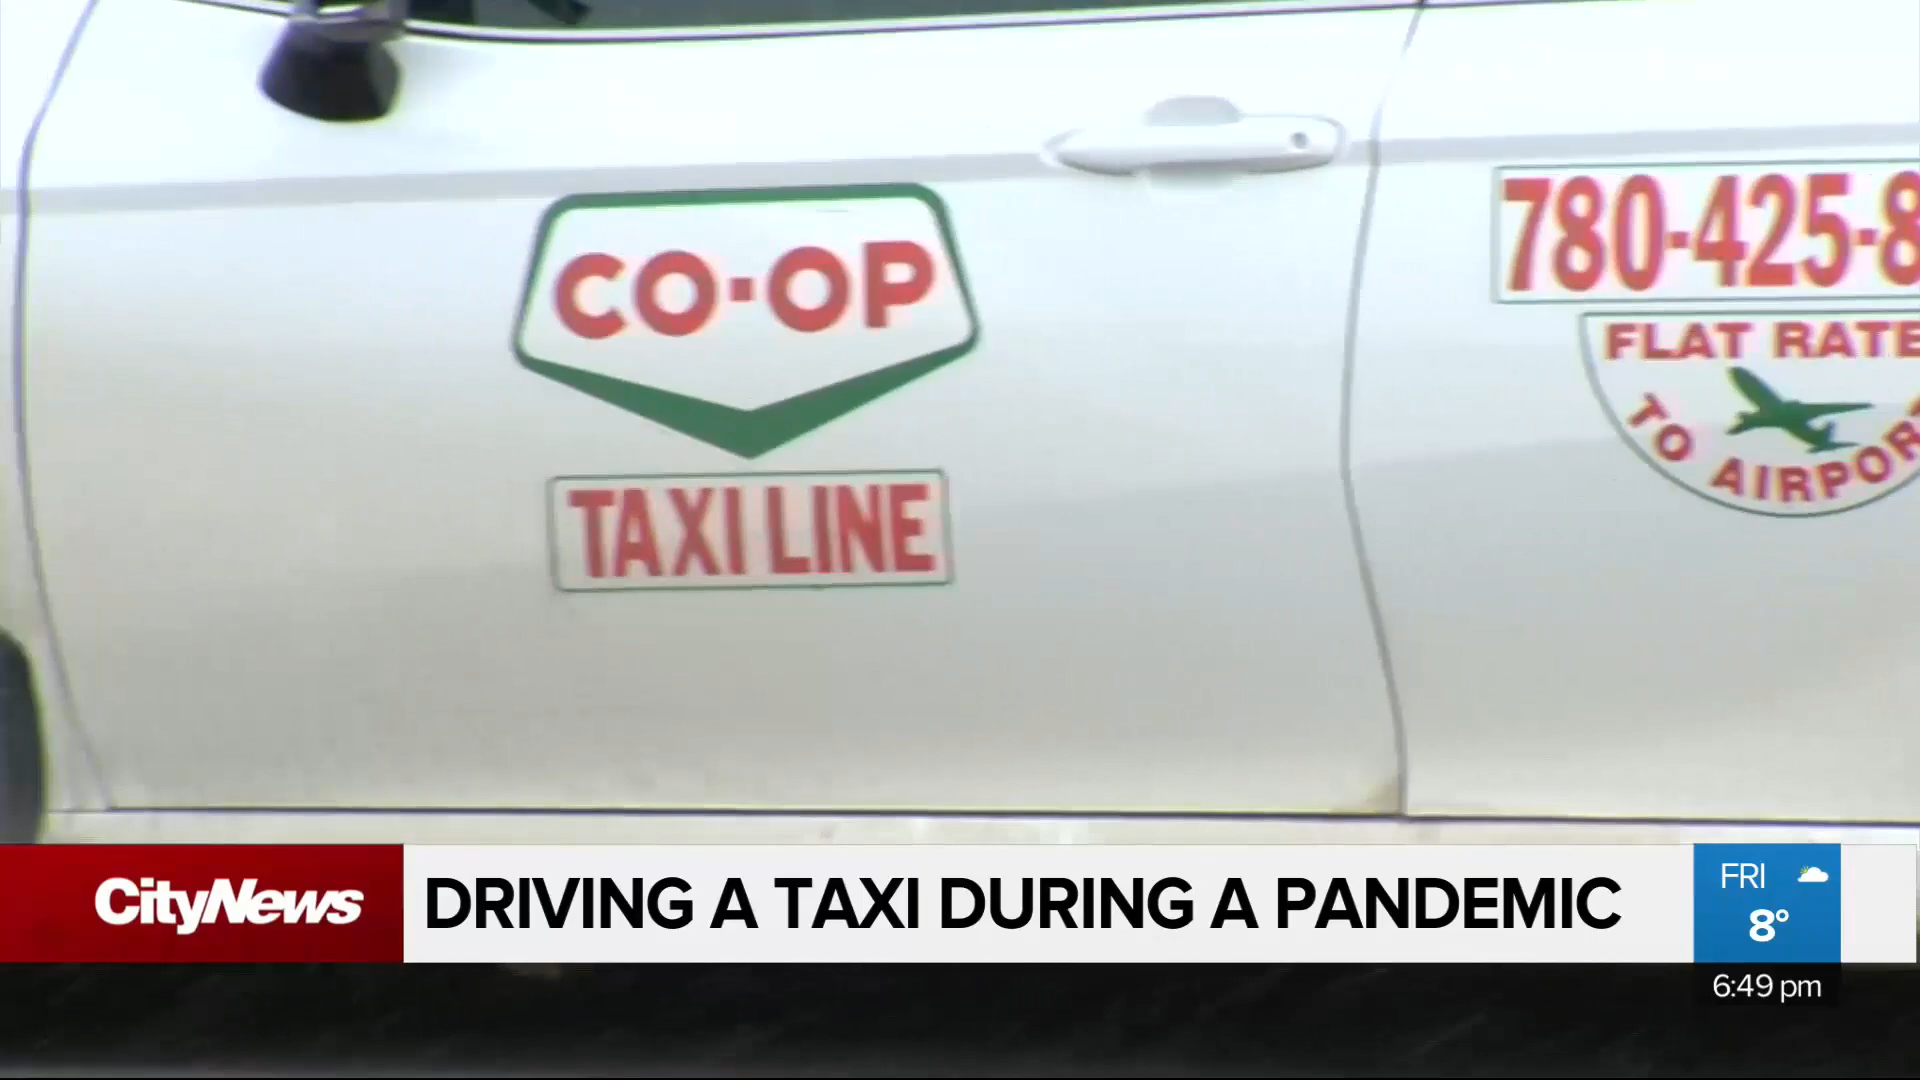 CO-OP
TAXI LINE
780-425-8
FLAT RATE
TO AIRPORT
CityNews
DRIVING A TAXI DURING A PANDEMIC
FRI
8°
6:49 pm